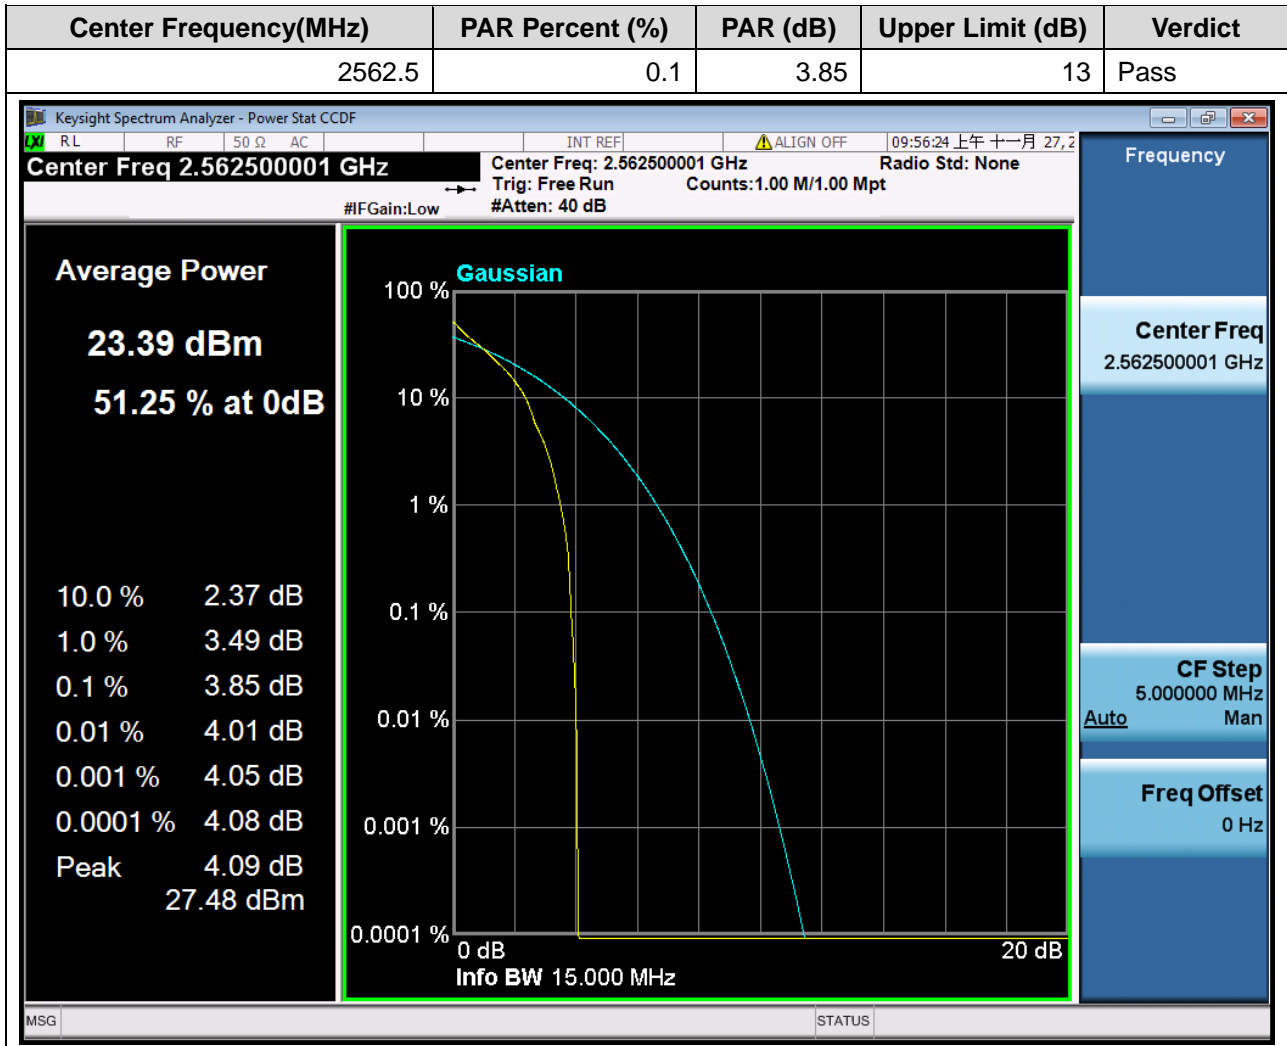 Center Frequency(MHz) PAR Percent (%) PAR (dB) Upper Limit (dB) Verdict
2562.5 0.1 3.85 13 Pass
Keysight Spectrum Analyzer - Power Stat CCDF
LXI RL RF 50 Ω AC INT REF ALIGN OFF 09:56:24 上午 十一月 27, 2
Center Freq 2.562500001 GHz
Center Freq: 2.562500001 GHz Radio Std: None
Trig: Free Run Counts:1.00 M/1.00 Mpt
#IFGain:Low #Atten: 40 dB
Average Power
23.39 dBm
51.25 % at 0dB
10.0 % 2.37 dB
1.0 % 3.49 dB
0.1 % 3.85 dB
0.01 % 4.01 dB
0.001 % 4.05 dB
0.0001 % 4.08 dB
Peak 4.09 dB
27.48 dBm
Gaussian
100 %
10 %
1 %
0.1 %
0.01 %
0.001 %
0.0001 %
0 dB 20 dB
Info BW 15.000 MHz
Frequency
Center Freq
2.562500001 GHz
CF Step
5.000000 MHz
Auto Man
Freq Offset
0 Hz
MSG STATUS